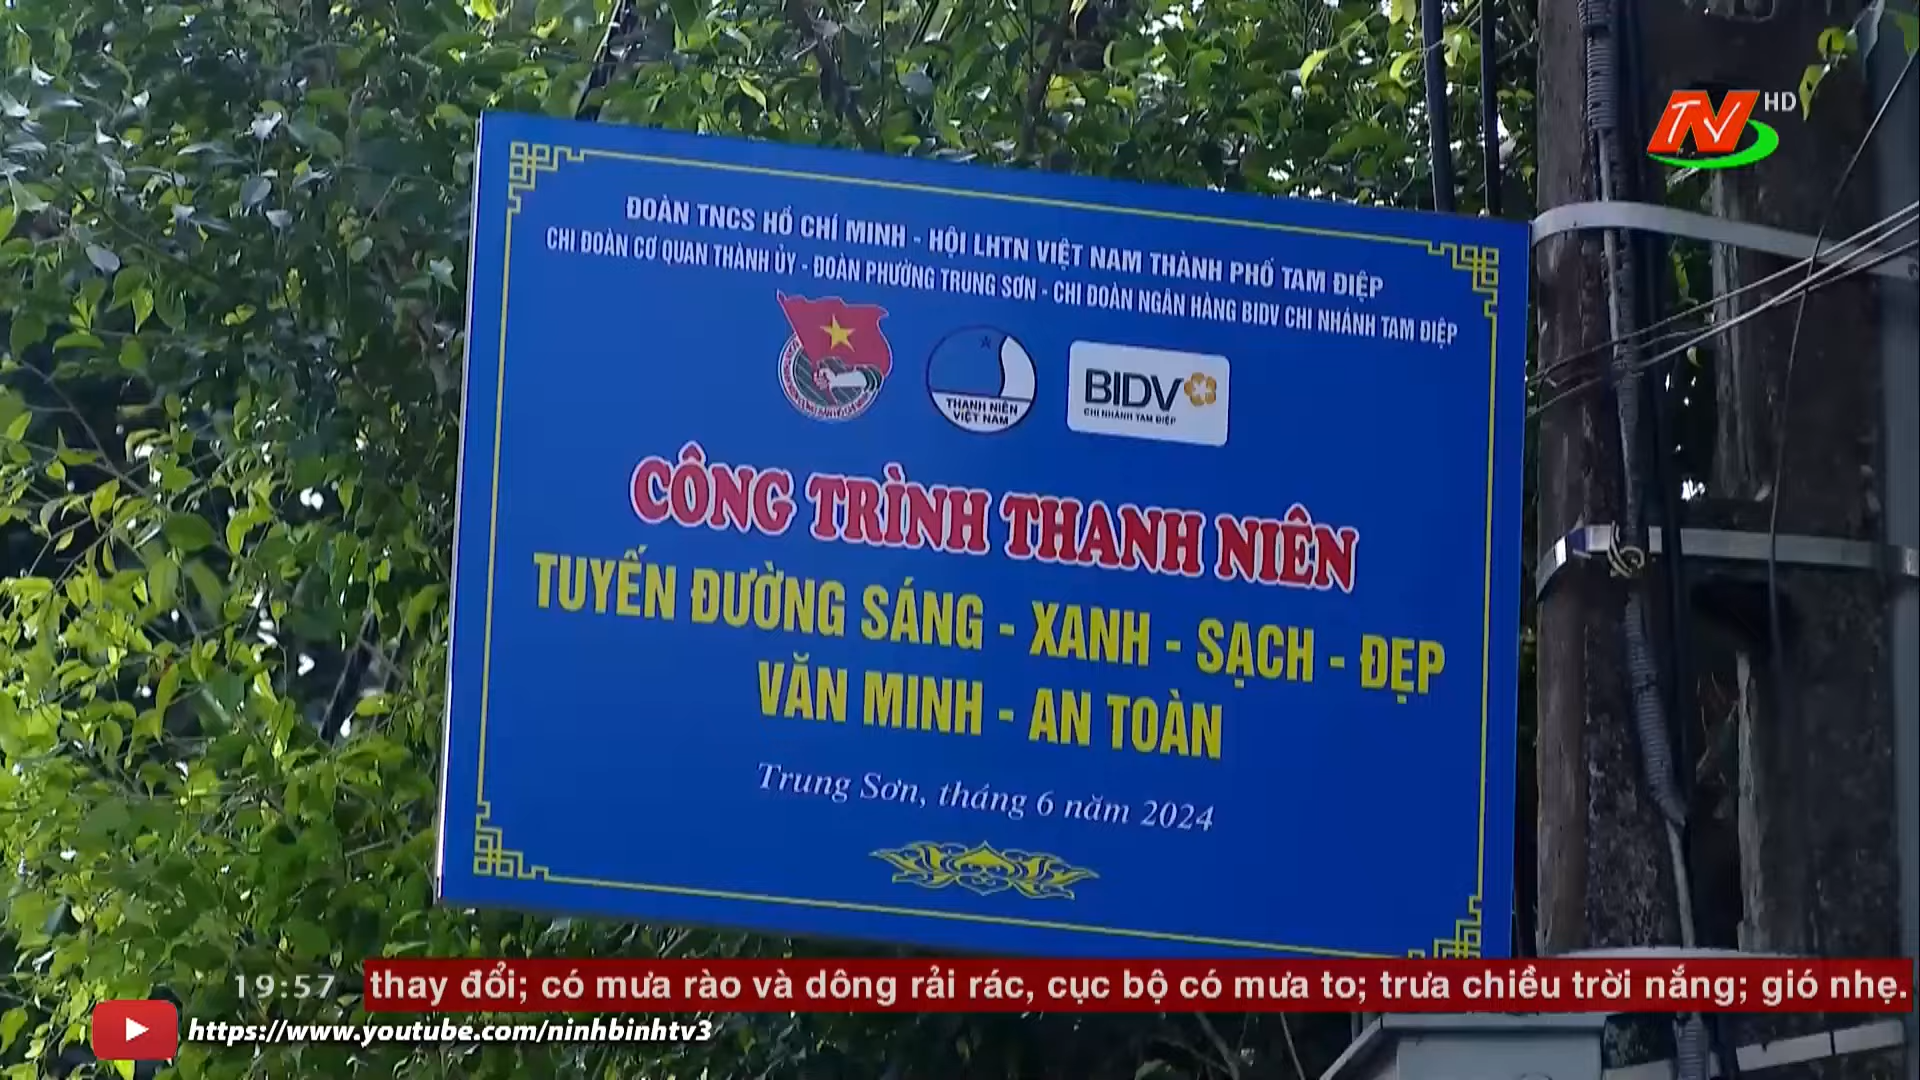 TV HD
ĐOÀN TNCS HỒ CHÍ MINH - HỘI LHTN VIỆT NAM THÀNH PHỐ TAM ĐIỆP
CHI ĐOÀN CƠ QUAN THÀNH ỦY - ĐOÀN PHƯỜNG TRUNG SƠN - CHI ĐOÀN NGÂN HÀNG BIDV CHI NHÁNH TAM ĐIỆP
THANH NIÊN
VIỆT NAM
BIDV
CHI NHÁNH TAM ĐIỆP
CÔNG TRÌNH THANH NIÊN
TUYẾN ĐƯỜNG SÁNG - XANH - SẠCH - ĐẸP
VĂN MINH - AN TOÀN
Trung Sơn, tháng 6 năm 2024
19:57 thay đổi; có mưa rào và dông rải rác, cục bộ có mưa to; trưa chiều trời nắng; gió nhẹ.
https://www.youtube.com/ninhbinhtv3